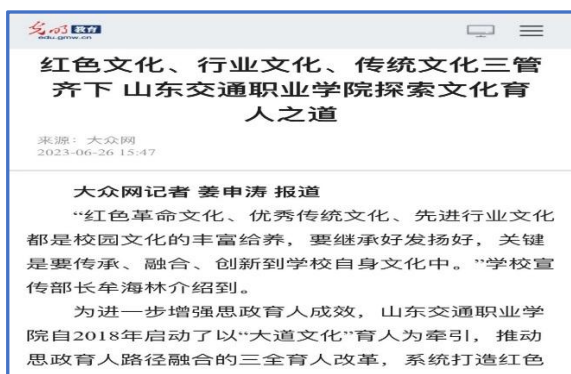 光明 教育
edu.gmw.cn
红色文化、行业文化、传统文化三管
齐下 山东交通职业学院探索文化育
人之道
来源：大众网
2023-06-26 15:47
大众网记者 姜申涛 报道
“红色革命文化、优秀传统文化、先进行业文化
都是校园文化的丰富给养，要继承好发扬好，关键
是要传承、融合、创新到学校自身文化中。”学校宣
传部长牟海林介绍到。
为进一步增强思政育人成效，山东交通职业学
院自2018年启动了以“大道文化”育人为牵引，推动
思政育人路径融合的三全育人改革，系统打造红色